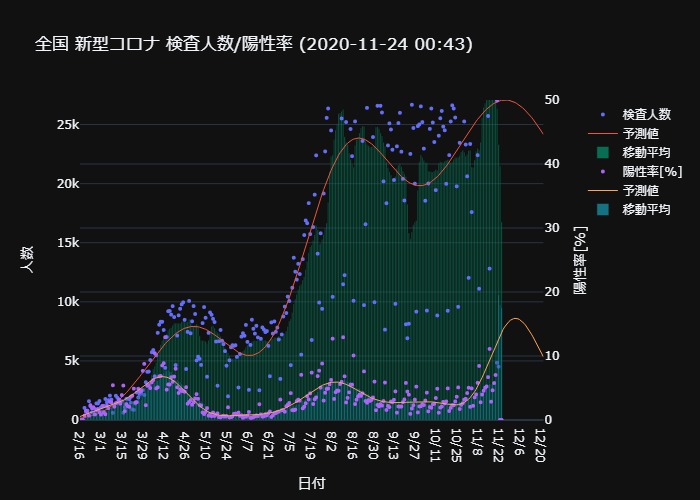 全国 新型コロナ 検査人数/陽性率 (2020-11-24 00:43)
人数
25k
20k
15k
10k
5k
0
50
40
30
20
10
0
陽性率[%]
検査人数
予測値
移動平均
陽性率[%]
予測値
移動平均
2/16
3/1
3/15
3/29
4/12
4/26
5/10
5/24
6/7
6/21
7/5
7/19
8/2
8/16
8/30
9/13
9/27
10/11
10/25
11/8
11/22
12/6
12/20
日付